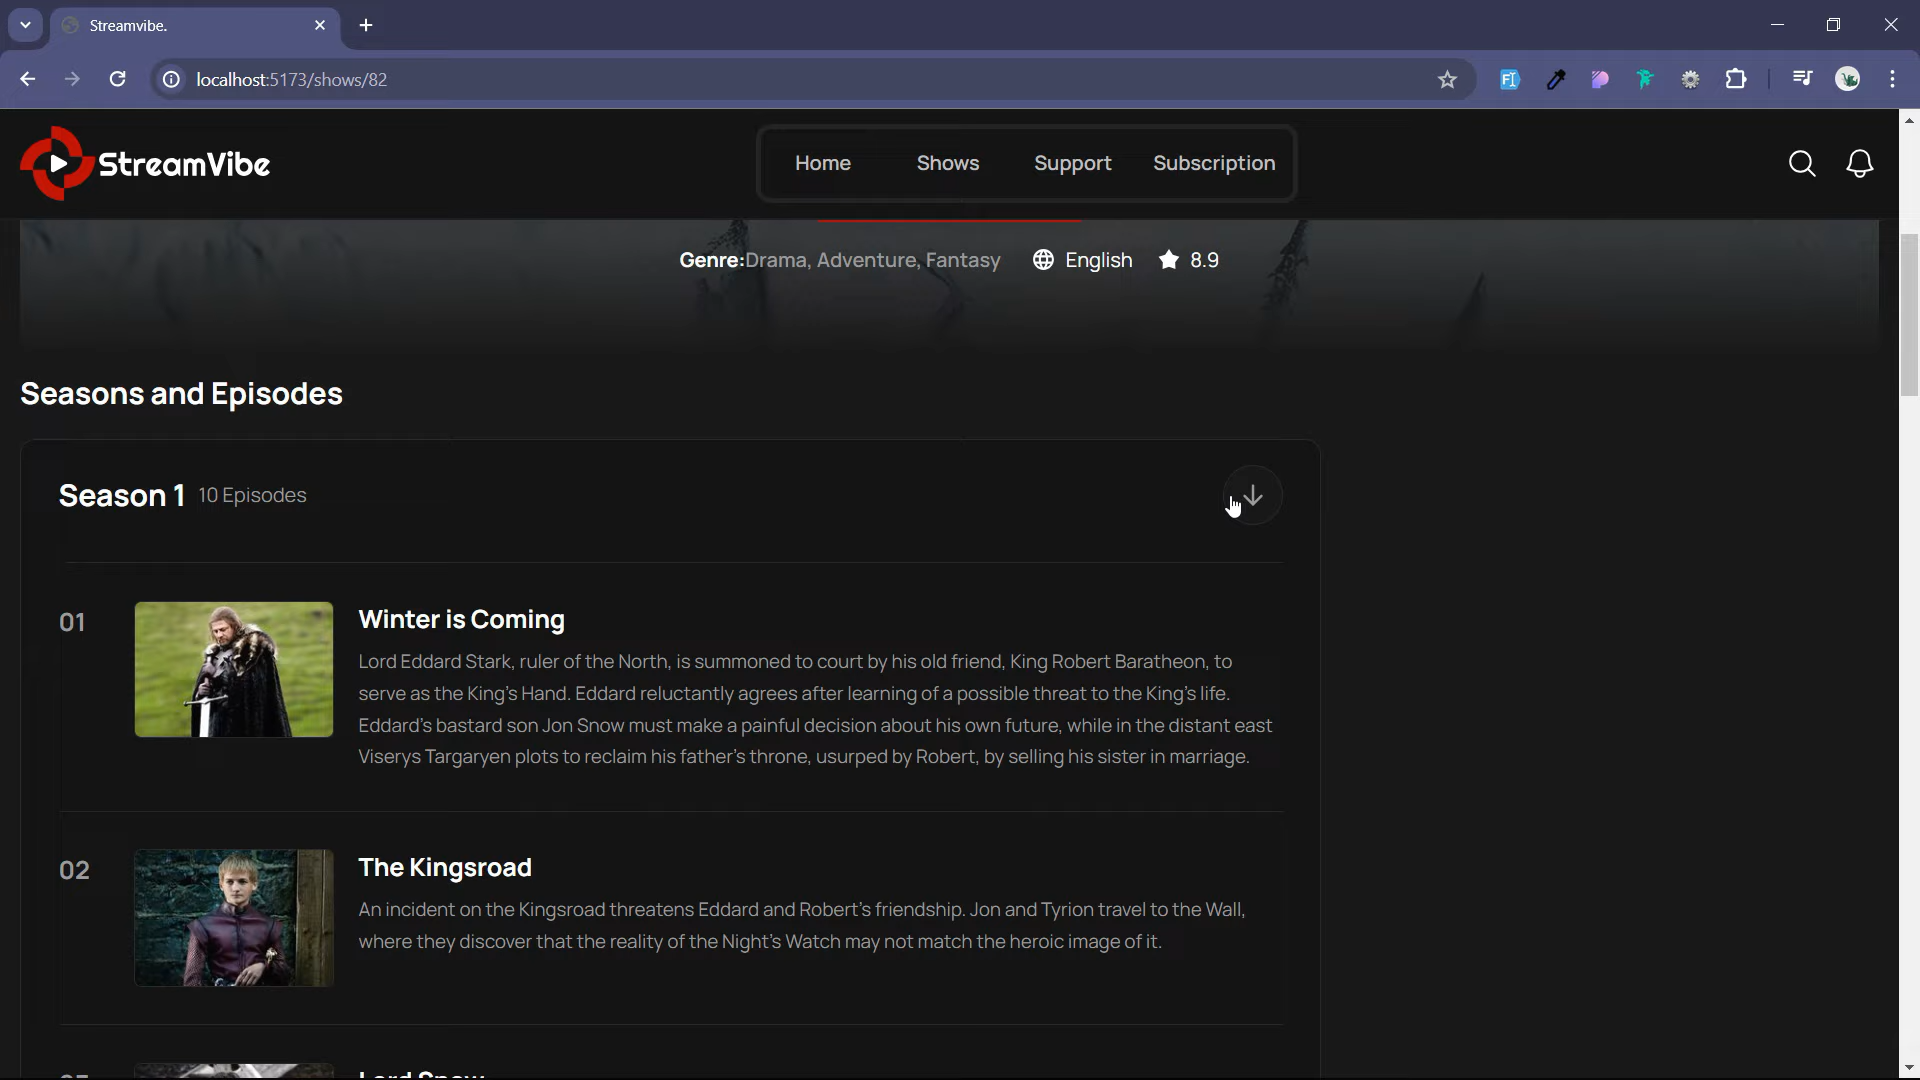 Streamvibe.
localhost:5173/shows/82
StreamVibe
Home
Shows
Support
Subscription
Genre:Drama, Adventure, Fantasy
English
8.9
Seasons and Episodes
Season 1 10 Episodes
01
Winter is Coming
Lord Eddard Stark, ruler of the North, is summoned to court by his old friend, King Robert Baratheon, to
serve as the King's Hand. Eddard reluctantly agrees after learning of a possible threat to the King's life.
Eddard's bastard son Jon Snow must make a painful decision about his own future, while in the distant east
Viserys Targaryen plots to reclaim his father's throne, usurped by Robert, by selling his sister in marriage.
02
The Kingsroad
An incident on the Kingsroad threatens Eddard and Robert's friendship. Jon and Tyrion travel to the Wall,
where they discover that the reality of the Night's Watch may not match the heroic image of it.
Lord Snow